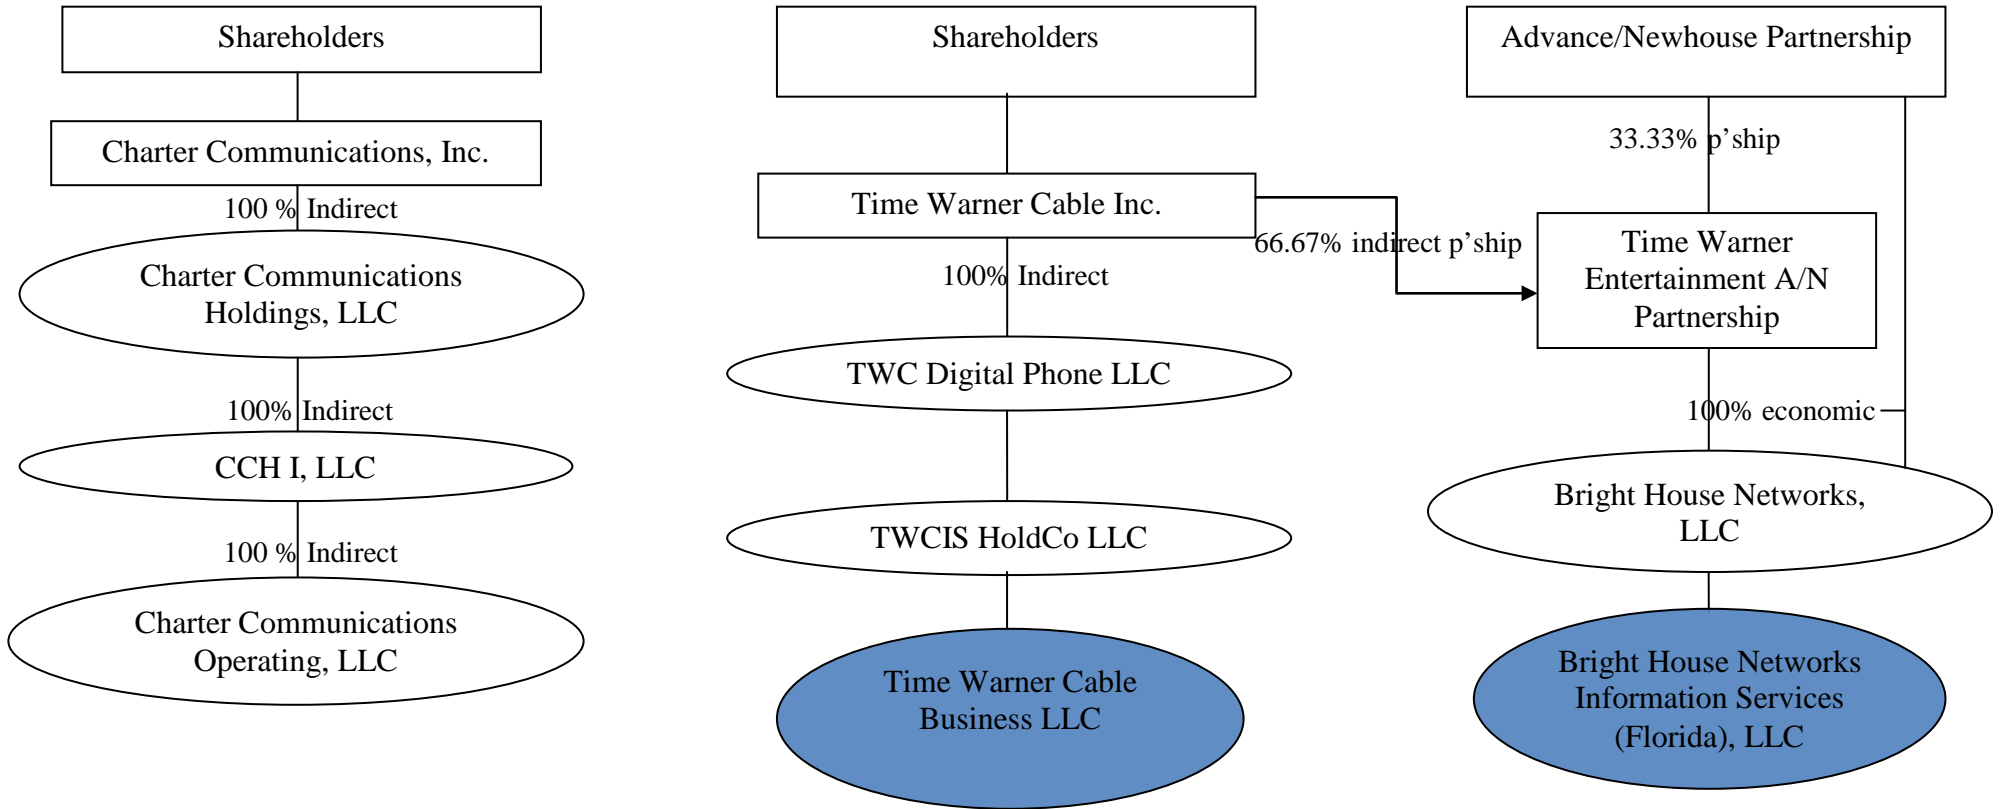 Shareholders
Charter Communications, Inc.
100 % Indirect
Charter Communications
Holdings, LLC
100% Indirect
CCH I, LLC
100 % Indirect
Charter Communications
Operating, LLC
Shareholders
Time Warner Cable Inc.
66.67% indirect p’ship
100% Indirect
TWC Digital Phone LLC
TWCIS HoldCo LLC
Time Warner Cable
Business LLC
Advance/Newhouse Partnership
33.33% p’ship
Time Warner
Entertainment A/N
Partnership
100% economic
Bright House Networks,
LLC
Bright House Networks
Information Services
(Florida), LLC